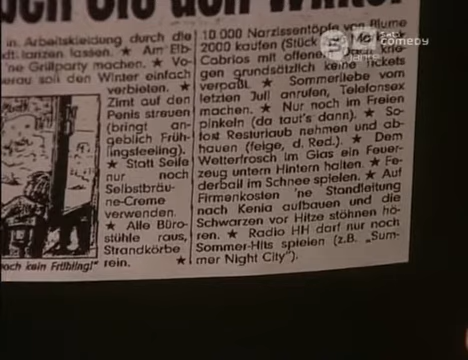 ben Sie den Winter
in Arbeitskleidung durch die
dt tanzen lassen. ★ Am Elb-
'ne Grillparty machen. ★ Vo-
erau soll den Winter einfach
verbieten. ★
Zimt auf den
Penis streuen
(bringt an-
geblich Früh-
lingsfeeling).
★ Statt Seife
nur noch
Selbstbräu-
ne-Creme
verwenden.
★ Alle Büro-
stühle raus,
Strandkörbe
rein. ★
och kein Frühling!"
10 000 Narzissentöpfe von Blume
2000 kaufen (Stück
Cabrios mit offenem Dach
gen grundsätzlich keine Tickets
verpaßt. ★ Sommerliebe vom
letzten Juli anrufen, Telefonsex
machen. ★ Nur noch im Freien
pinkeln (da taut's dann). ★ So-
fort Resturlaub nehmen und ab-
hauen (feige, d. Red.). ★ Dem
Wetterfrosch im Glas ein Feuer-
zeug untern Hintern halten. ★ Fe-
derball im Schnee spielen. ★ Auf
Firmenkosten 'ne Standleitung
nach Kenia aufbauen und die
Schwarzen vor Hitze stöhnen hö-
ren. ★ Radio HH darf nur noch
Sommer-Hits spielen (z.B. „Sum-
mer Night City").
comedy